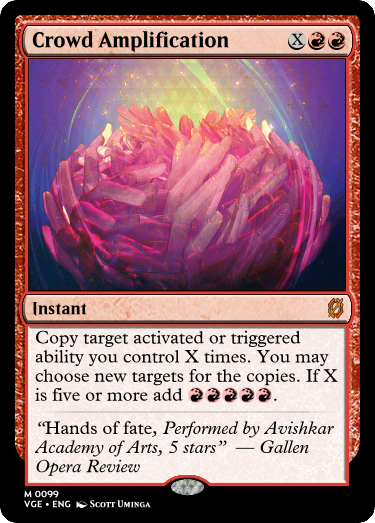 Crowd Amplification X
Instant
Copy target activated or triggered
ability you control X times. You may
choose new targets for the copies. If X
is five or more add .
“Hands of fate, Performed by Avishkar
Academy of Arts, 5 stars” — Gallen
Opera Review
M 0099
VGE • ENG Scott Uminga